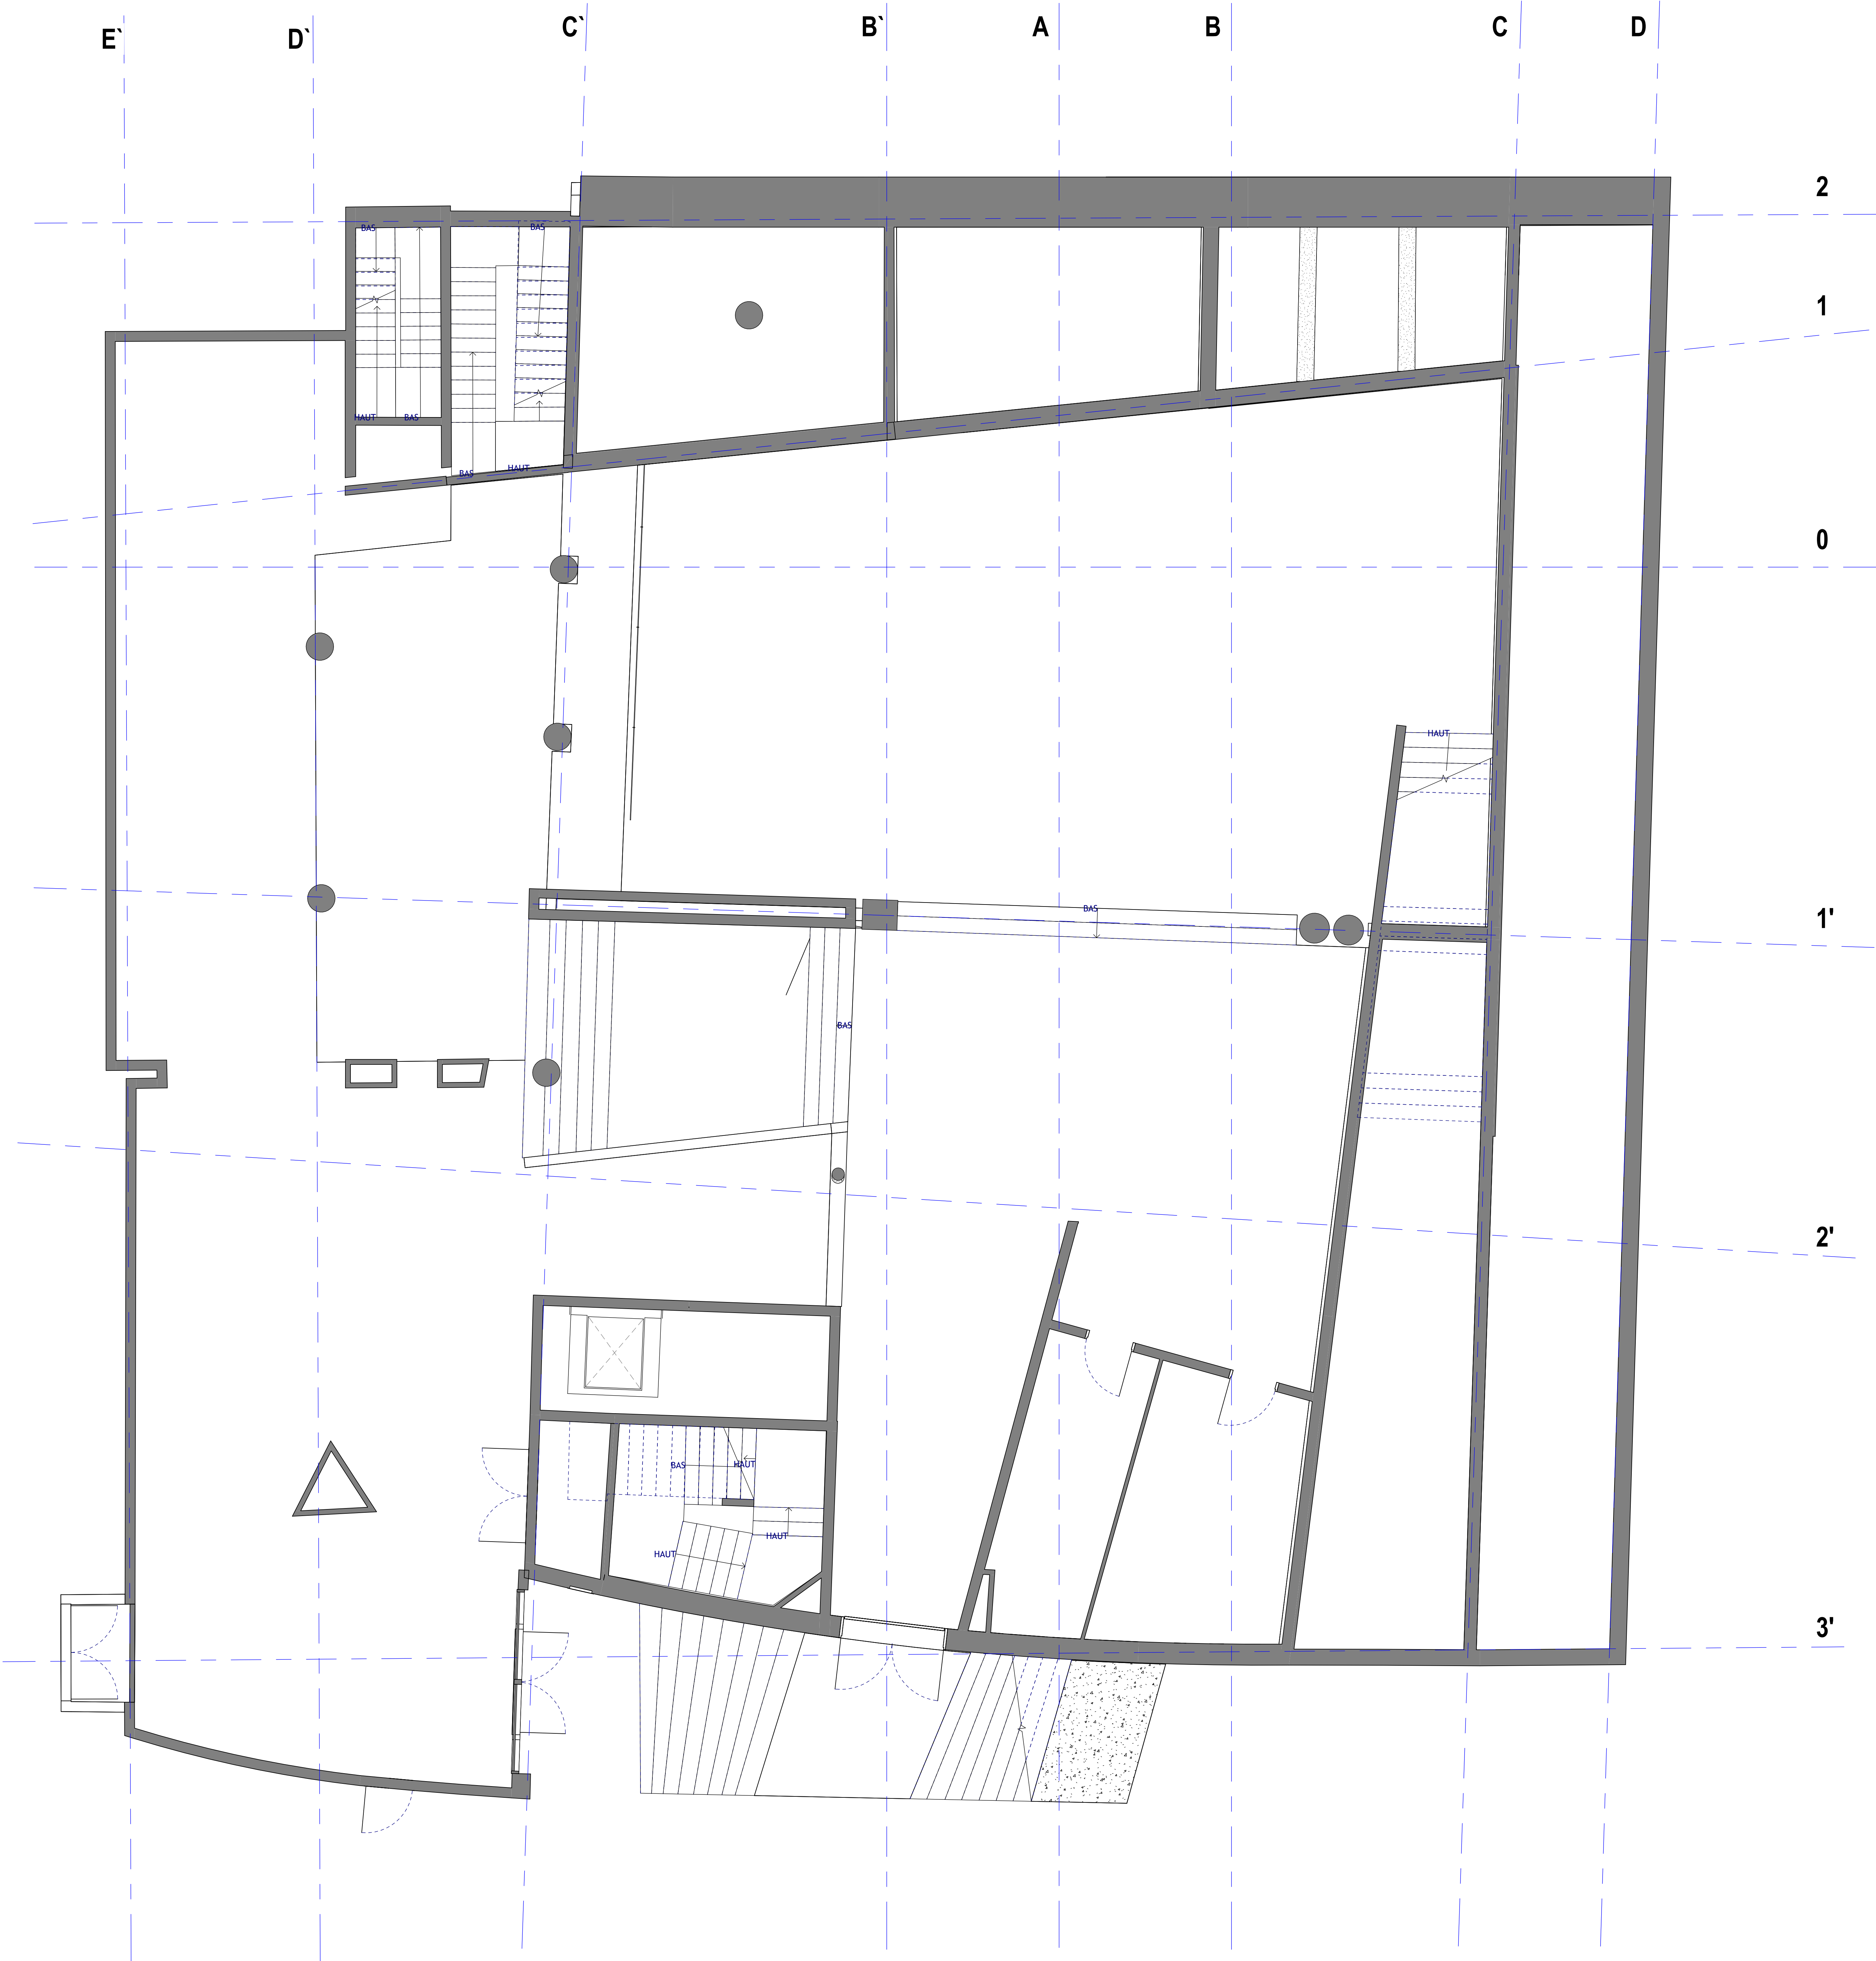 E` D` C` B` A B C D
2
BAS BAS
1
HAUT BAS
BAS HAUT
0
HAUT
BAS
1'
BAS
2'
BAS HAUT
HAUT
HAUT
3'